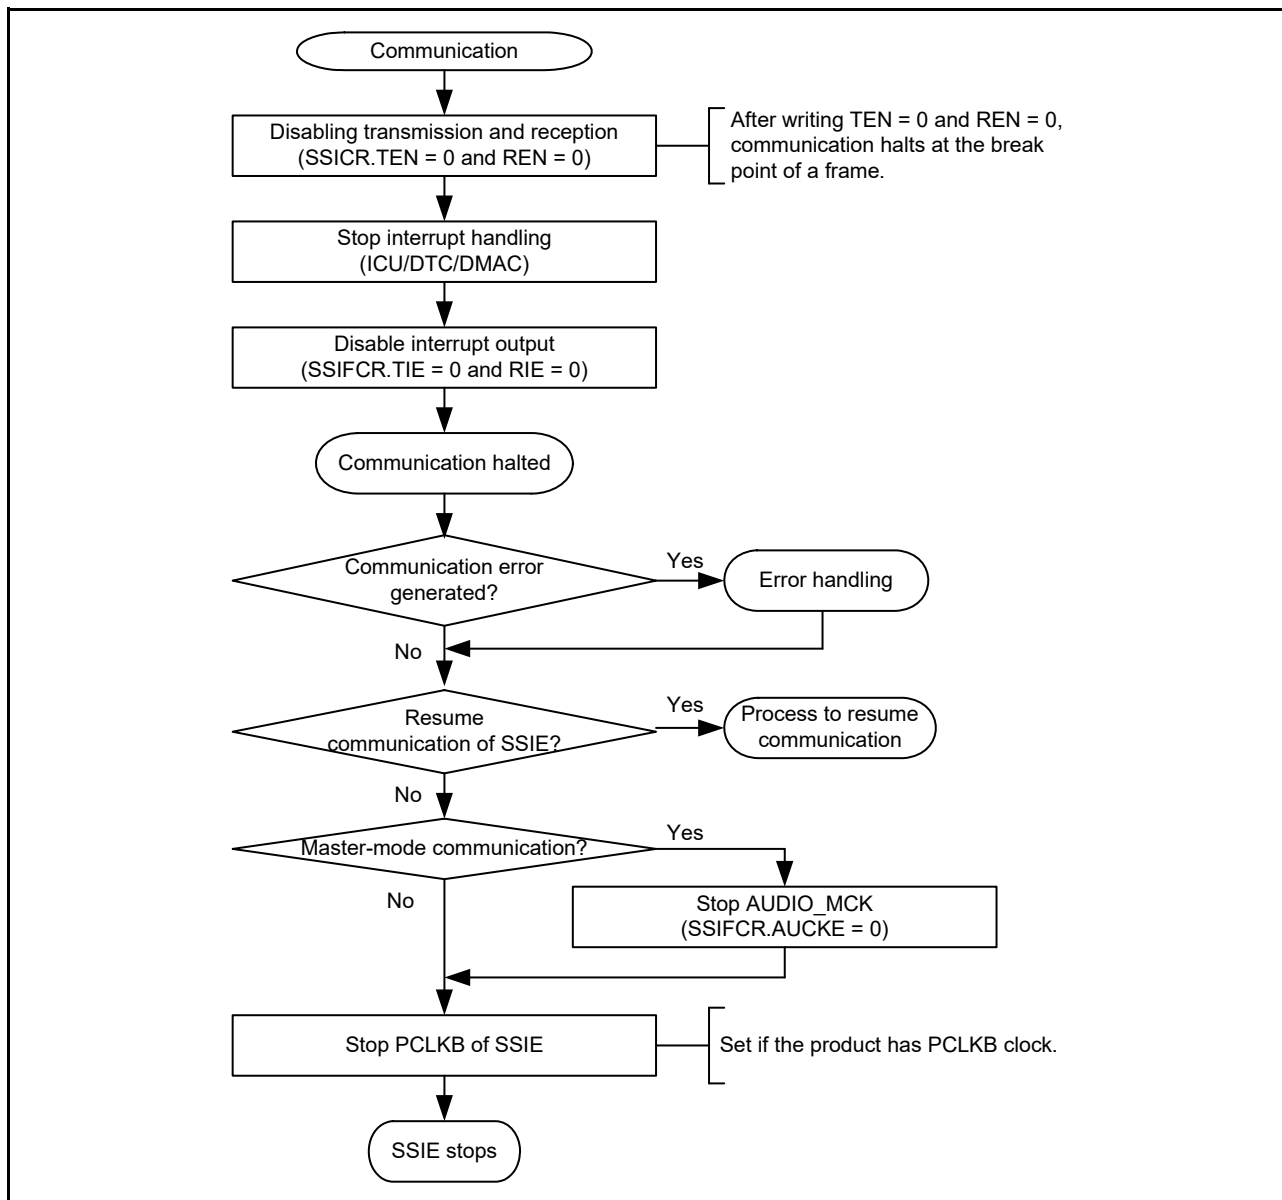 Communication
Disabling transmission and reception
(SSICR.TEN = 0 and REN = 0)
After writing TEN = 0 and REN = 0,
communication halts at the break
point of a frame.
Stop interrupt handling
(ICU/DTC/DMAC)
Disable interrupt output
(SSIFCR.TIE = 0 and RIE = 0)
Communication halted
Communication error
generated?
Yes
Error handling
No
Resume
communication of SSIE?
Yes
Process to resume
communication
No
Master-mode communication?
Yes
No
Stop AUDIO_MCK
(SSIFCR.AUCKE = 0)
Stop PCLKB of SSIE
Set if the product has PCLKB clock.
SSIE stops